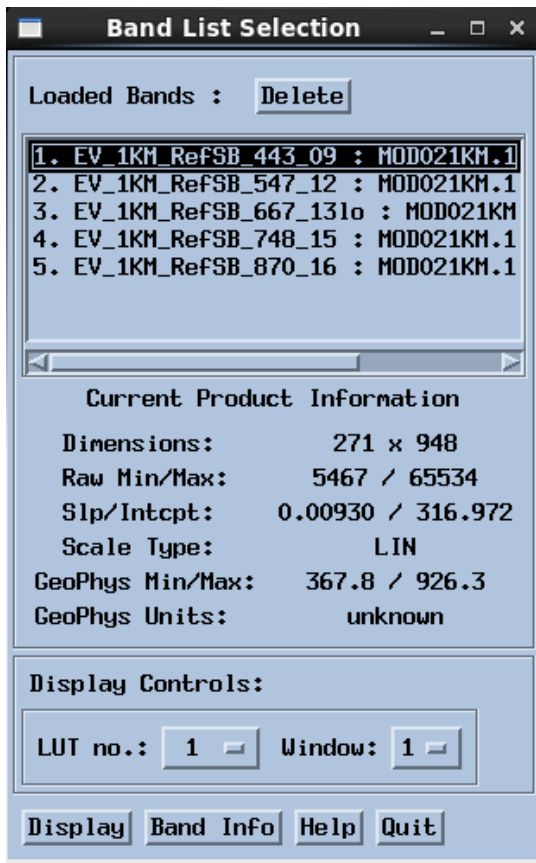 Band List Selection
Loaded Bands : Delete
1. EV_1KM_RefSB_443_09 : MOD021KM.1
2. EV_1KM_RefSB_547_12 : MOD021KM.1
3. EV_1KM_RefSB_667_13lo : MOD021KM
4. EV_1KM_RefSB_748_15 : MOD021KM.1
5. EV_1KM_RefSB_870_16 : MOD021KM.1
Current Product Information
Dimensions: 271 x 948
Raw Min/Max: 5467 / 65534
Slp/Intcpt: 0.00930 / 316.972
Scale Type: LIN
GeoPhys Min/Max: 367.8 / 926.3
GeoPhys Units: unknown
Display Controls:
LUT no.: 1 Window: 1
Display Band Info Help Quit